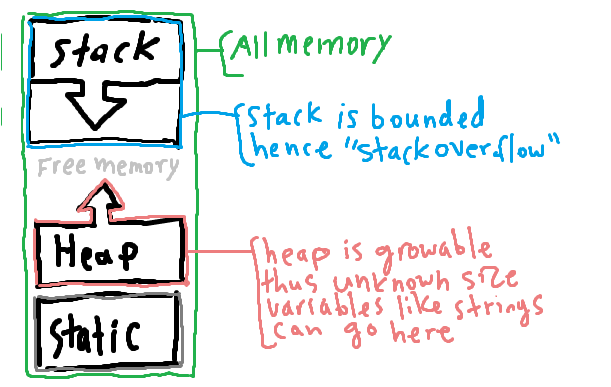 stack
All memory
stack is bounded
hence "stackoverflow"
Free memory
Heap
heap is growable
thus unknown size
variables like strings
can go here
static